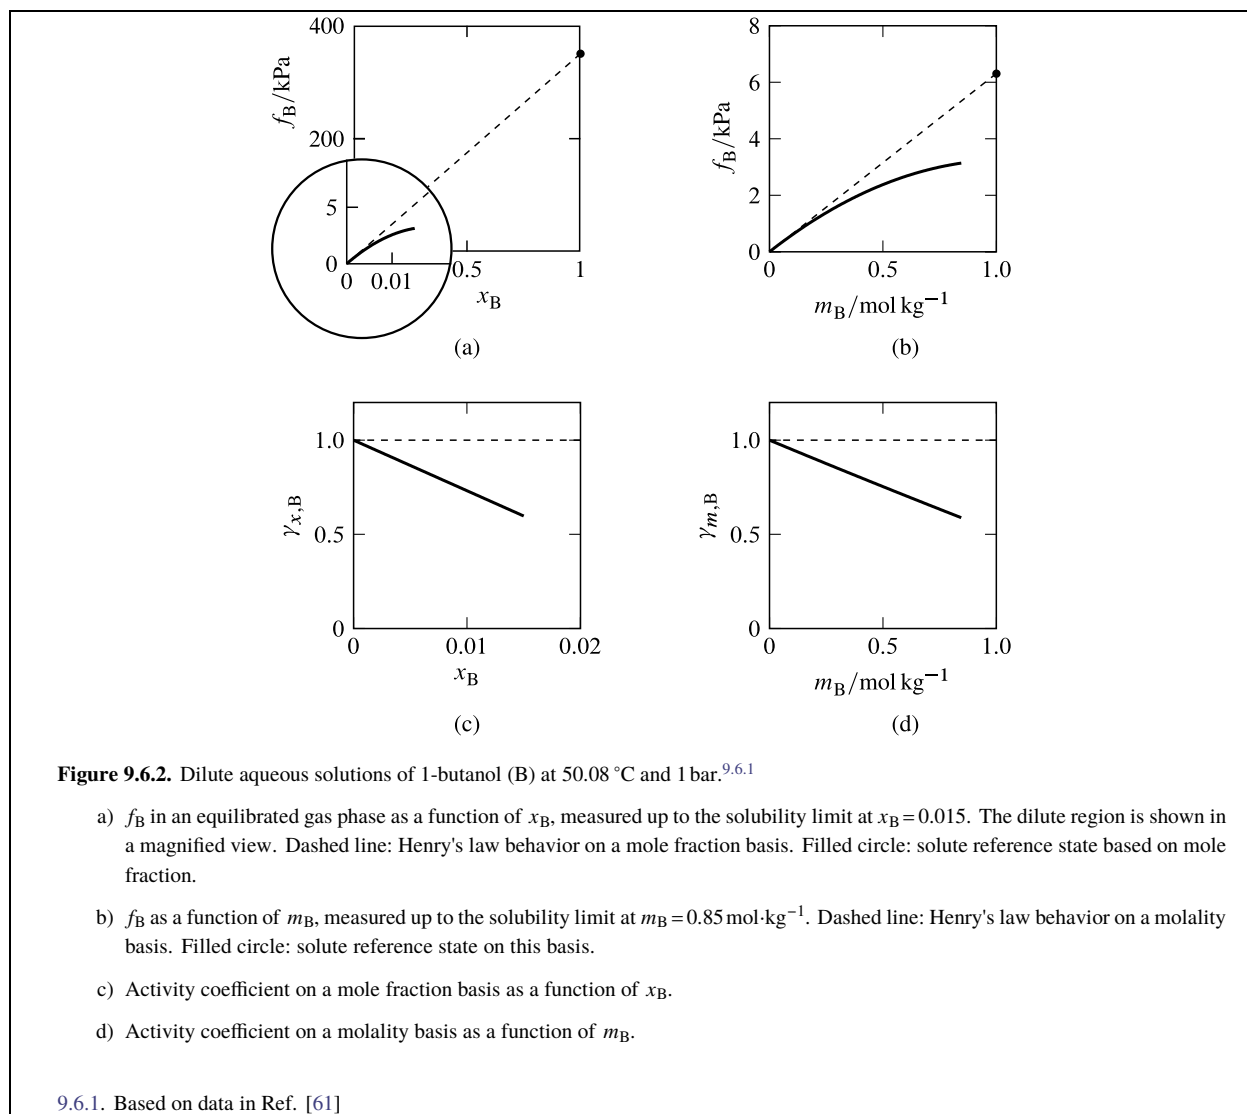 400
200
f_B/kPa
5
0
0 0.01 0.5 1
x_B
(a)
8
6
4
2
0
f_B/kPa
0 0.5 1.0
m_B/mol kg⁻¹
(b)
1.0
0.5
0
γ_x,B
0 0.01 0.02
x_B
(c)
1.0
0.5
0
γ_m,B
0 0.5 1.0
m_B/mol kg⁻¹
(d)
Figure 9.6.2. Dilute aqueous solutions of 1-butanol (B) at 50.08 °C and 1 bar.⁹·⁶·¹
a) f_B in an equilibrated gas phase as a function of x_B, measured up to the solubility limit at x_B = 0.015. The dilute region is shown in
a magnified view. Dashed line: Henry's law behavior on a mole fraction basis. Filled circle: solute reference state based on mole
fraction.
b) f_B as a function of m_B, measured up to the solubility limit at m_B = 0.85 mol·kg⁻¹. Dashed line: Henry's law behavior on a molality
basis. Filled circle: solute reference state on this basis.
c) Activity coefficient on a mole fraction basis as a function of x_B.
d) Activity coefficient on a molality basis as a function of m_B.
9.6.1. Based on data in Ref. [61]